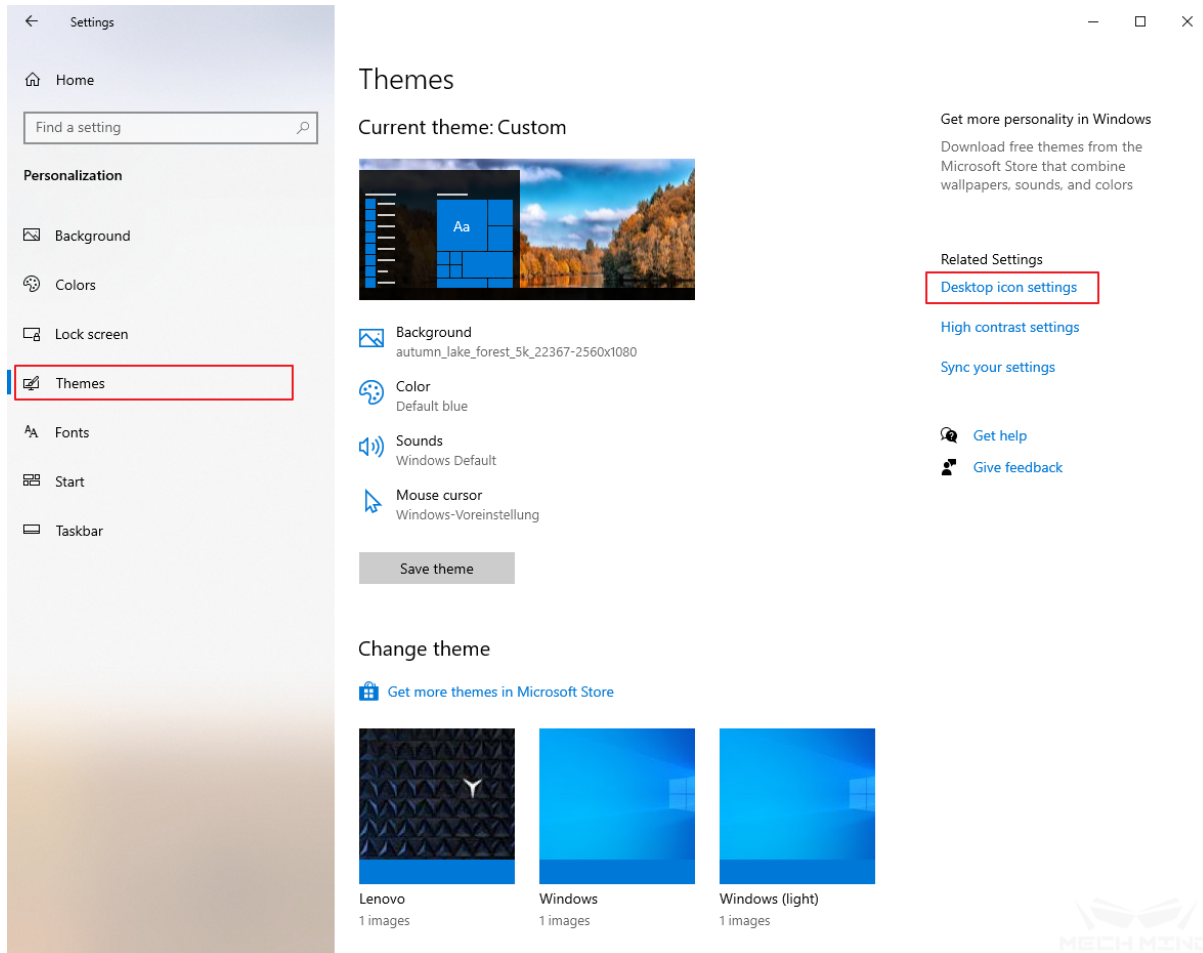 Settings
Home
Find a setting
Personalization
Background
Colors
Lock screen
Themes
Fonts
Start
Taskbar
Themes
Current theme: Custom
Aa
Background
autumn_lake_forest_5k_22367-2560x1080
Color
Default blue
Sounds
Windows Default
Mouse cursor
Windows-Voreinstellung
Save theme
Change theme
Get more themes in Microsoft Store
Lenovo
1 images
Windows
1 images
Windows (light)
1 images
Get more personality in Windows
Download free themes from the
Microsoft Store that combine
wallpapers, sounds, and colors
Related Settings
Desktop icon settings
High contrast settings
Sync your settings
Get help
Give feedback
MECH MIND